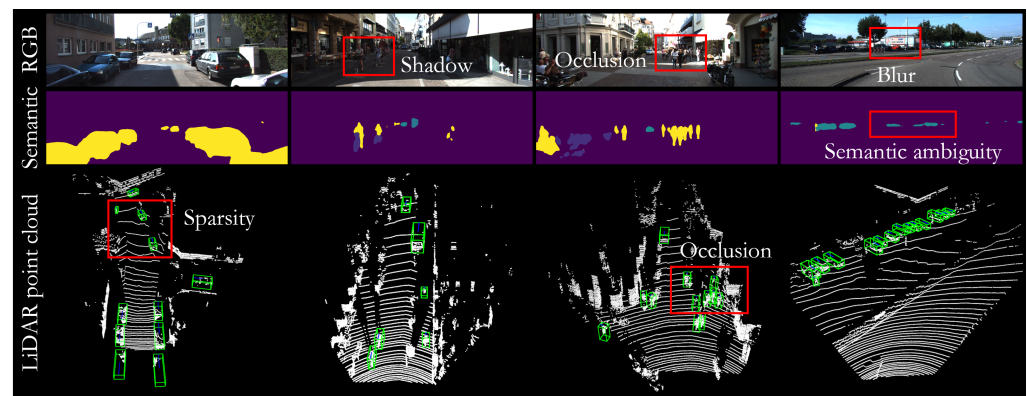 RGB
Shadow
Occlusion
Blur
Semantic
Semantic ambiguity
LiDAR point cloud
Sparsity
Occlusion